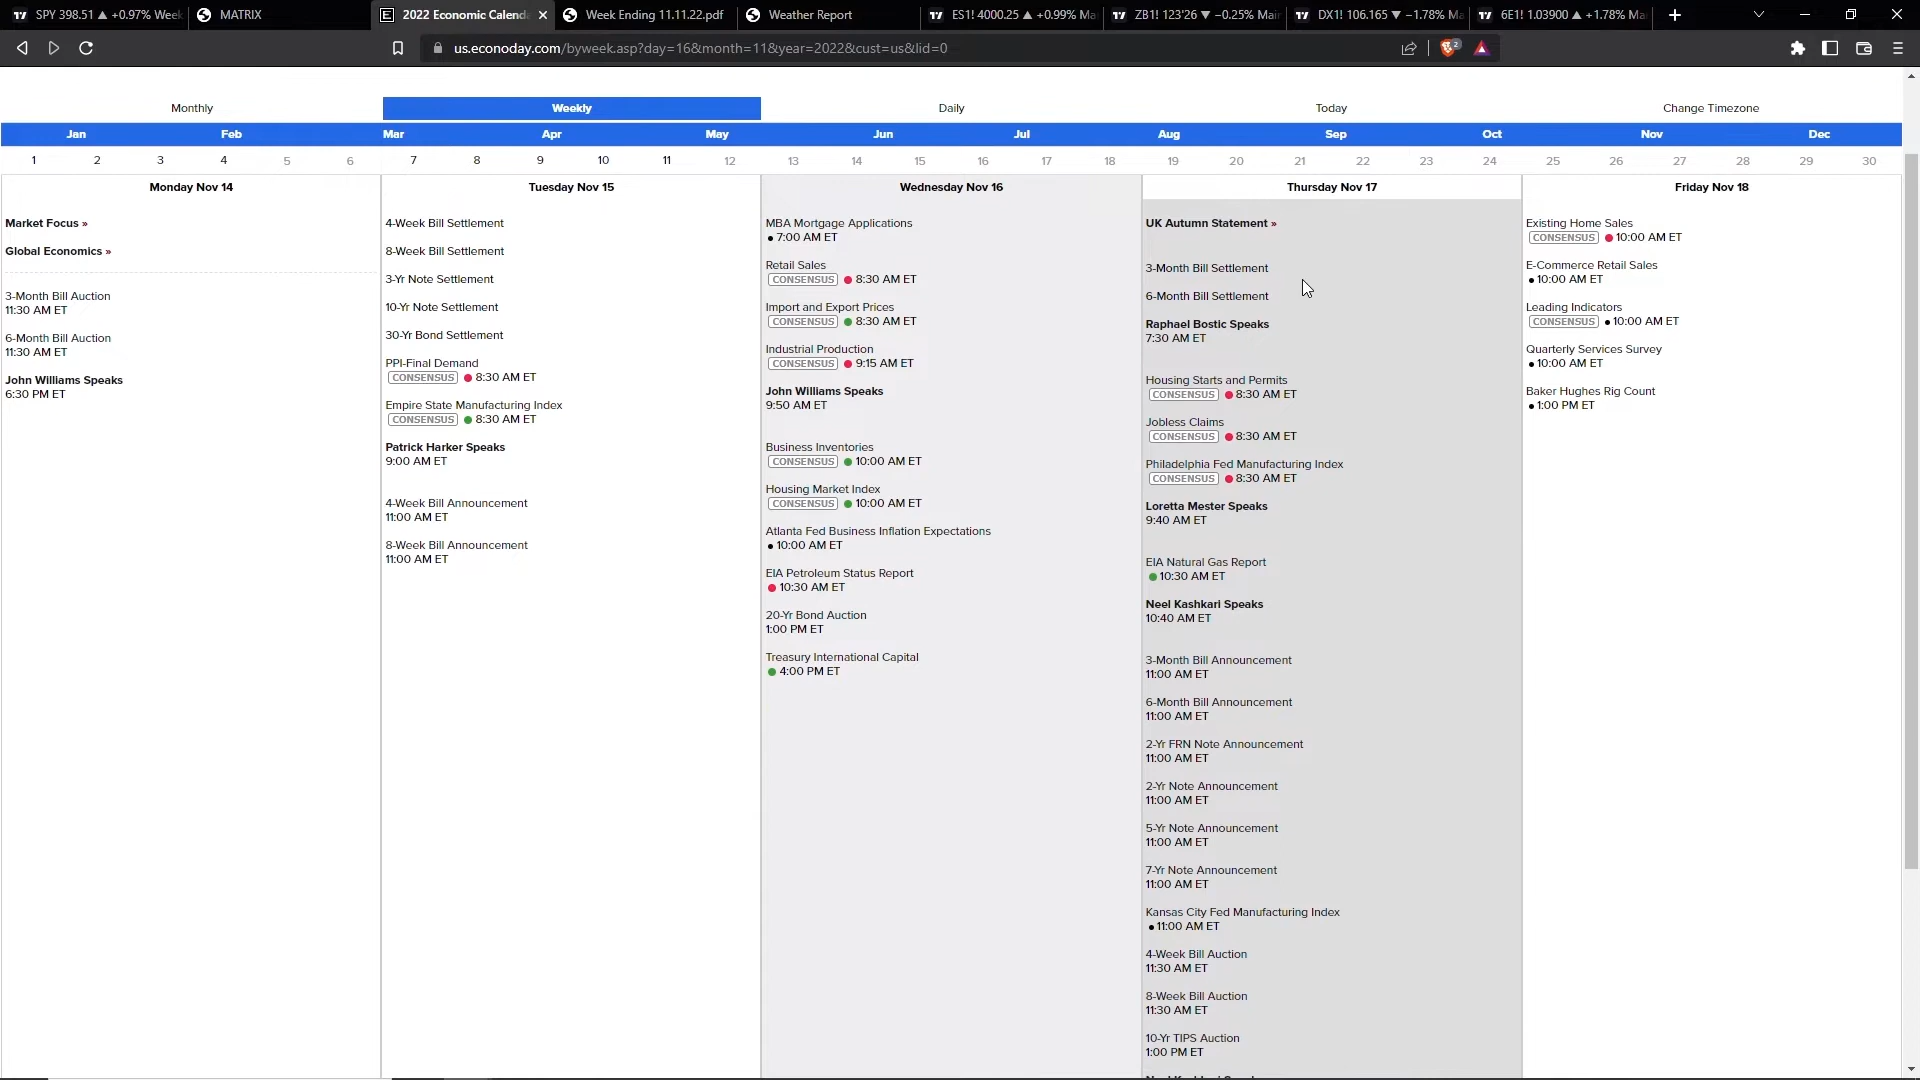 SPY 398.51 ▲ +0.97% Week
MATRIX
2022 Economic Calenda
Week Ending 11.11.22.pdf
Weather Report
ES1! 4000.25 ▲ +0.99% Ma
ZB1! 123'26 ▼ −0.25% Main
DX1! 106.165 ▼ −1.78% Ma
6E1! 1.03900 ▲ +1.78% Ma
us.econoday.com/byweek.asp?day=16&month=11&year=2022&cust=us&lid=0
2
Monthly Weekly Daily Today Change Timezone
Jan Feb Mar Apr May Jun Jul Aug Sep Oct Nov Dec
1 2 3 4 5 6 7 8 9 10 11 12 13 14 15 16 17 18 19 20 21 22 23 24 25 26 27 28 29 30
Monday Nov 14
Market Focus »
Global Economics »
3-Month Bill Auction
11:30 AM ET
6-Month Bill Auction
11:30 AM ET
John Williams Speaks
6:30 PM ET
Tuesday Nov 15
4-Week Bill Settlement
8-Week Bill Settlement
3-Yr Note Settlement
10-Yr Note Settlement
30-Yr Bond Settlement
PPI-Final Demand
CONSENSUS 8:30 AM ET
Empire State Manufacturing Index
CONSENSUS 8:30 AM ET
Patrick Harker Speaks
9:00 AM ET
4-Week Bill Announcement
11:00 AM ET
8-Week Bill Announcement
11:00 AM ET
Wednesday Nov 16
MBA Mortgage Applications
7:00 AM ET
Retail Sales
CONSENSUS 8:30 AM ET
Import and Export Prices
CONSENSUS 8:30 AM ET
Industrial Production
CONSENSUS 9:15 AM ET
John Williams Speaks
9:50 AM ET
Business Inventories
CONSENSUS 10:00 AM ET
Housing Market Index
CONSENSUS 10:00 AM ET
Atlanta Fed Business Inflation Expectations
10:00 AM ET
EIA Petroleum Status Report
10:30 AM ET
20-Yr Bond Auction
1:00 PM ET
Treasury International Capital
4:00 PM ET
Thursday Nov 17
UK Autumn Statement »
3-Month Bill Settlement
6-Month Bill Settlement
Raphael Bostic Speaks
7:30 AM ET
Housing Starts and Permits
CONSENSUS 8:30 AM ET
Jobless Claims
CONSENSUS 8:30 AM ET
Philadelphia Fed Manufacturing Index
CONSENSUS 8:30 AM ET
Loretta Mester Speaks
9:40 AM ET
EIA Natural Gas Report
10:30 AM ET
Neel Kashkari Speaks
10:40 AM ET
3-Month Bill Announcement
11:00 AM ET
6-Month Bill Announcement
11:00 AM ET
2-Yr FRN Note Announcement
11:00 AM ET
2-Yr Note Announcement
11:00 AM ET
5-Yr Note Announcement
11:00 AM ET
7-Yr Note Announcement
11:00 AM ET
Kansas City Fed Manufacturing Index
11:00 AM ET
4-Week Bill Auction
11:30 AM ET
8-Week Bill Auction
11:30 AM ET
10-Yr TIPS Auction
1:00 PM ET
Friday Nov 18
Existing Home Sales
CONSENSUS 10:00 AM ET
E-Commerce Retail Sales
10:00 AM ET
Leading Indicators
CONSENSUS 10:00 AM ET
Quarterly Services Survey
10:00 AM ET
Baker Hughes Rig Count
1:00 PM ET